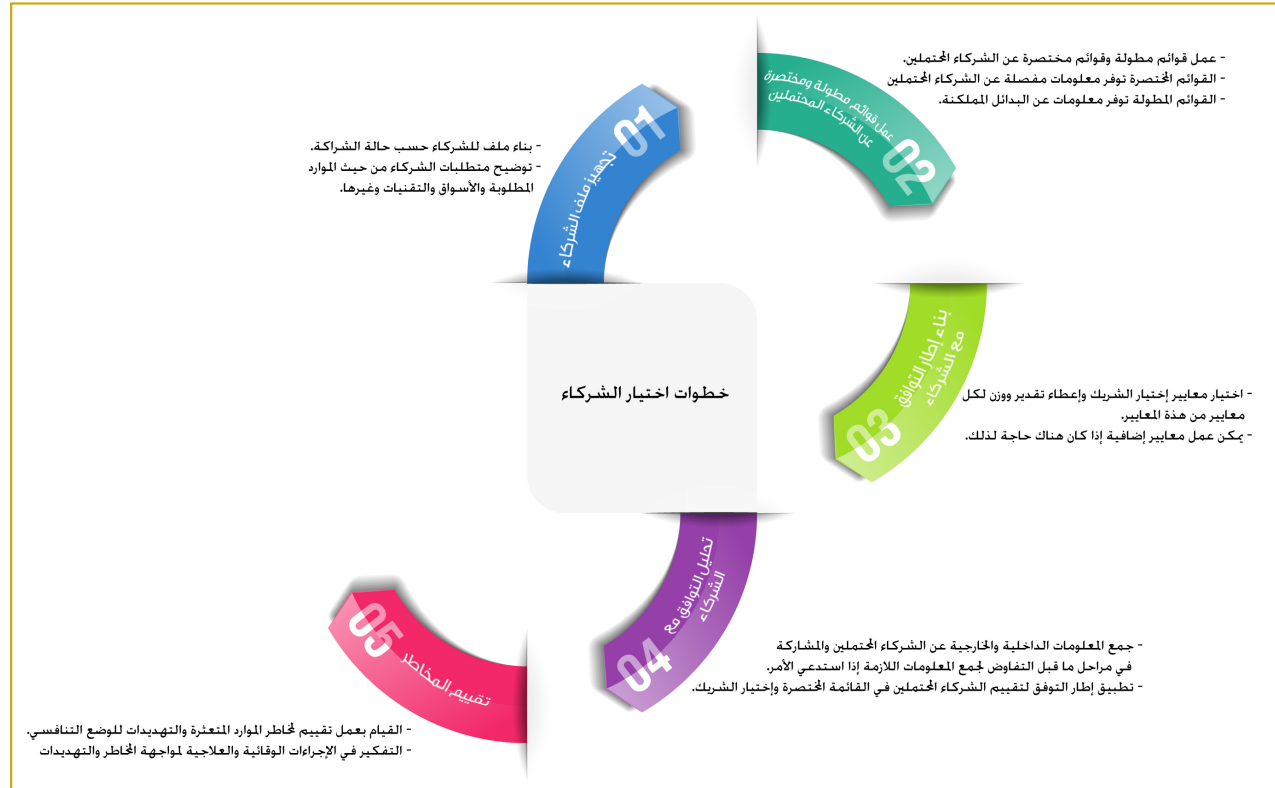 خطوات اختيار الشركاء
01
تجهيز ملف الشركاء
- بناء ملف للشركاء حسب حالة الشراكة.
- توضيح متطلبات الشركاء من حيث الموارد
المطلوبة والأسواق والتقنيات وغيرها.
02
عمل قوائم مطولة ومختصرة
عن الشركاء المحتملين
- عمل قوائم مطولة وقوائم مختصرة عن الشركاء المحتملين.
- القوائم المختصرة توفر معلومات مفصلة عن الشركاء المحتملين
- القوائم المطولة توفر معلومات عن البدائل المملكنة.
03
بناء إطار التوافق
مع الشركاء
- اختيار معايير إختيار الشريك وإعطاء تقدير ووزن لكل
معايير من هذة المعايير.
- يمكن عمل معايير إضافية إذا كان هناك حاجة لذلك.
04
تحليل التوافق مع
الشركاء
- جمع المعلومات الداخلية والخارجية عن الشركاء المحتملين والمشاركة
في مراحل ما قبل التفاوض لجمع المعلومات اللازمة إذا استدعي الأمر.
- تطبيق إطار التوفق لتقييم الشركاء المحتملين في القائمة المختصرة وإختيار الشريك.
05
تقييم المخاطر
- القيام بعمل تقييم لمخاطر الموارد المتعثرة والتهديدات للوضع التنافسي.
- التفكير في الإجراءات الوقائية والعلاجية لمواجهة المخاطر والتهديدات